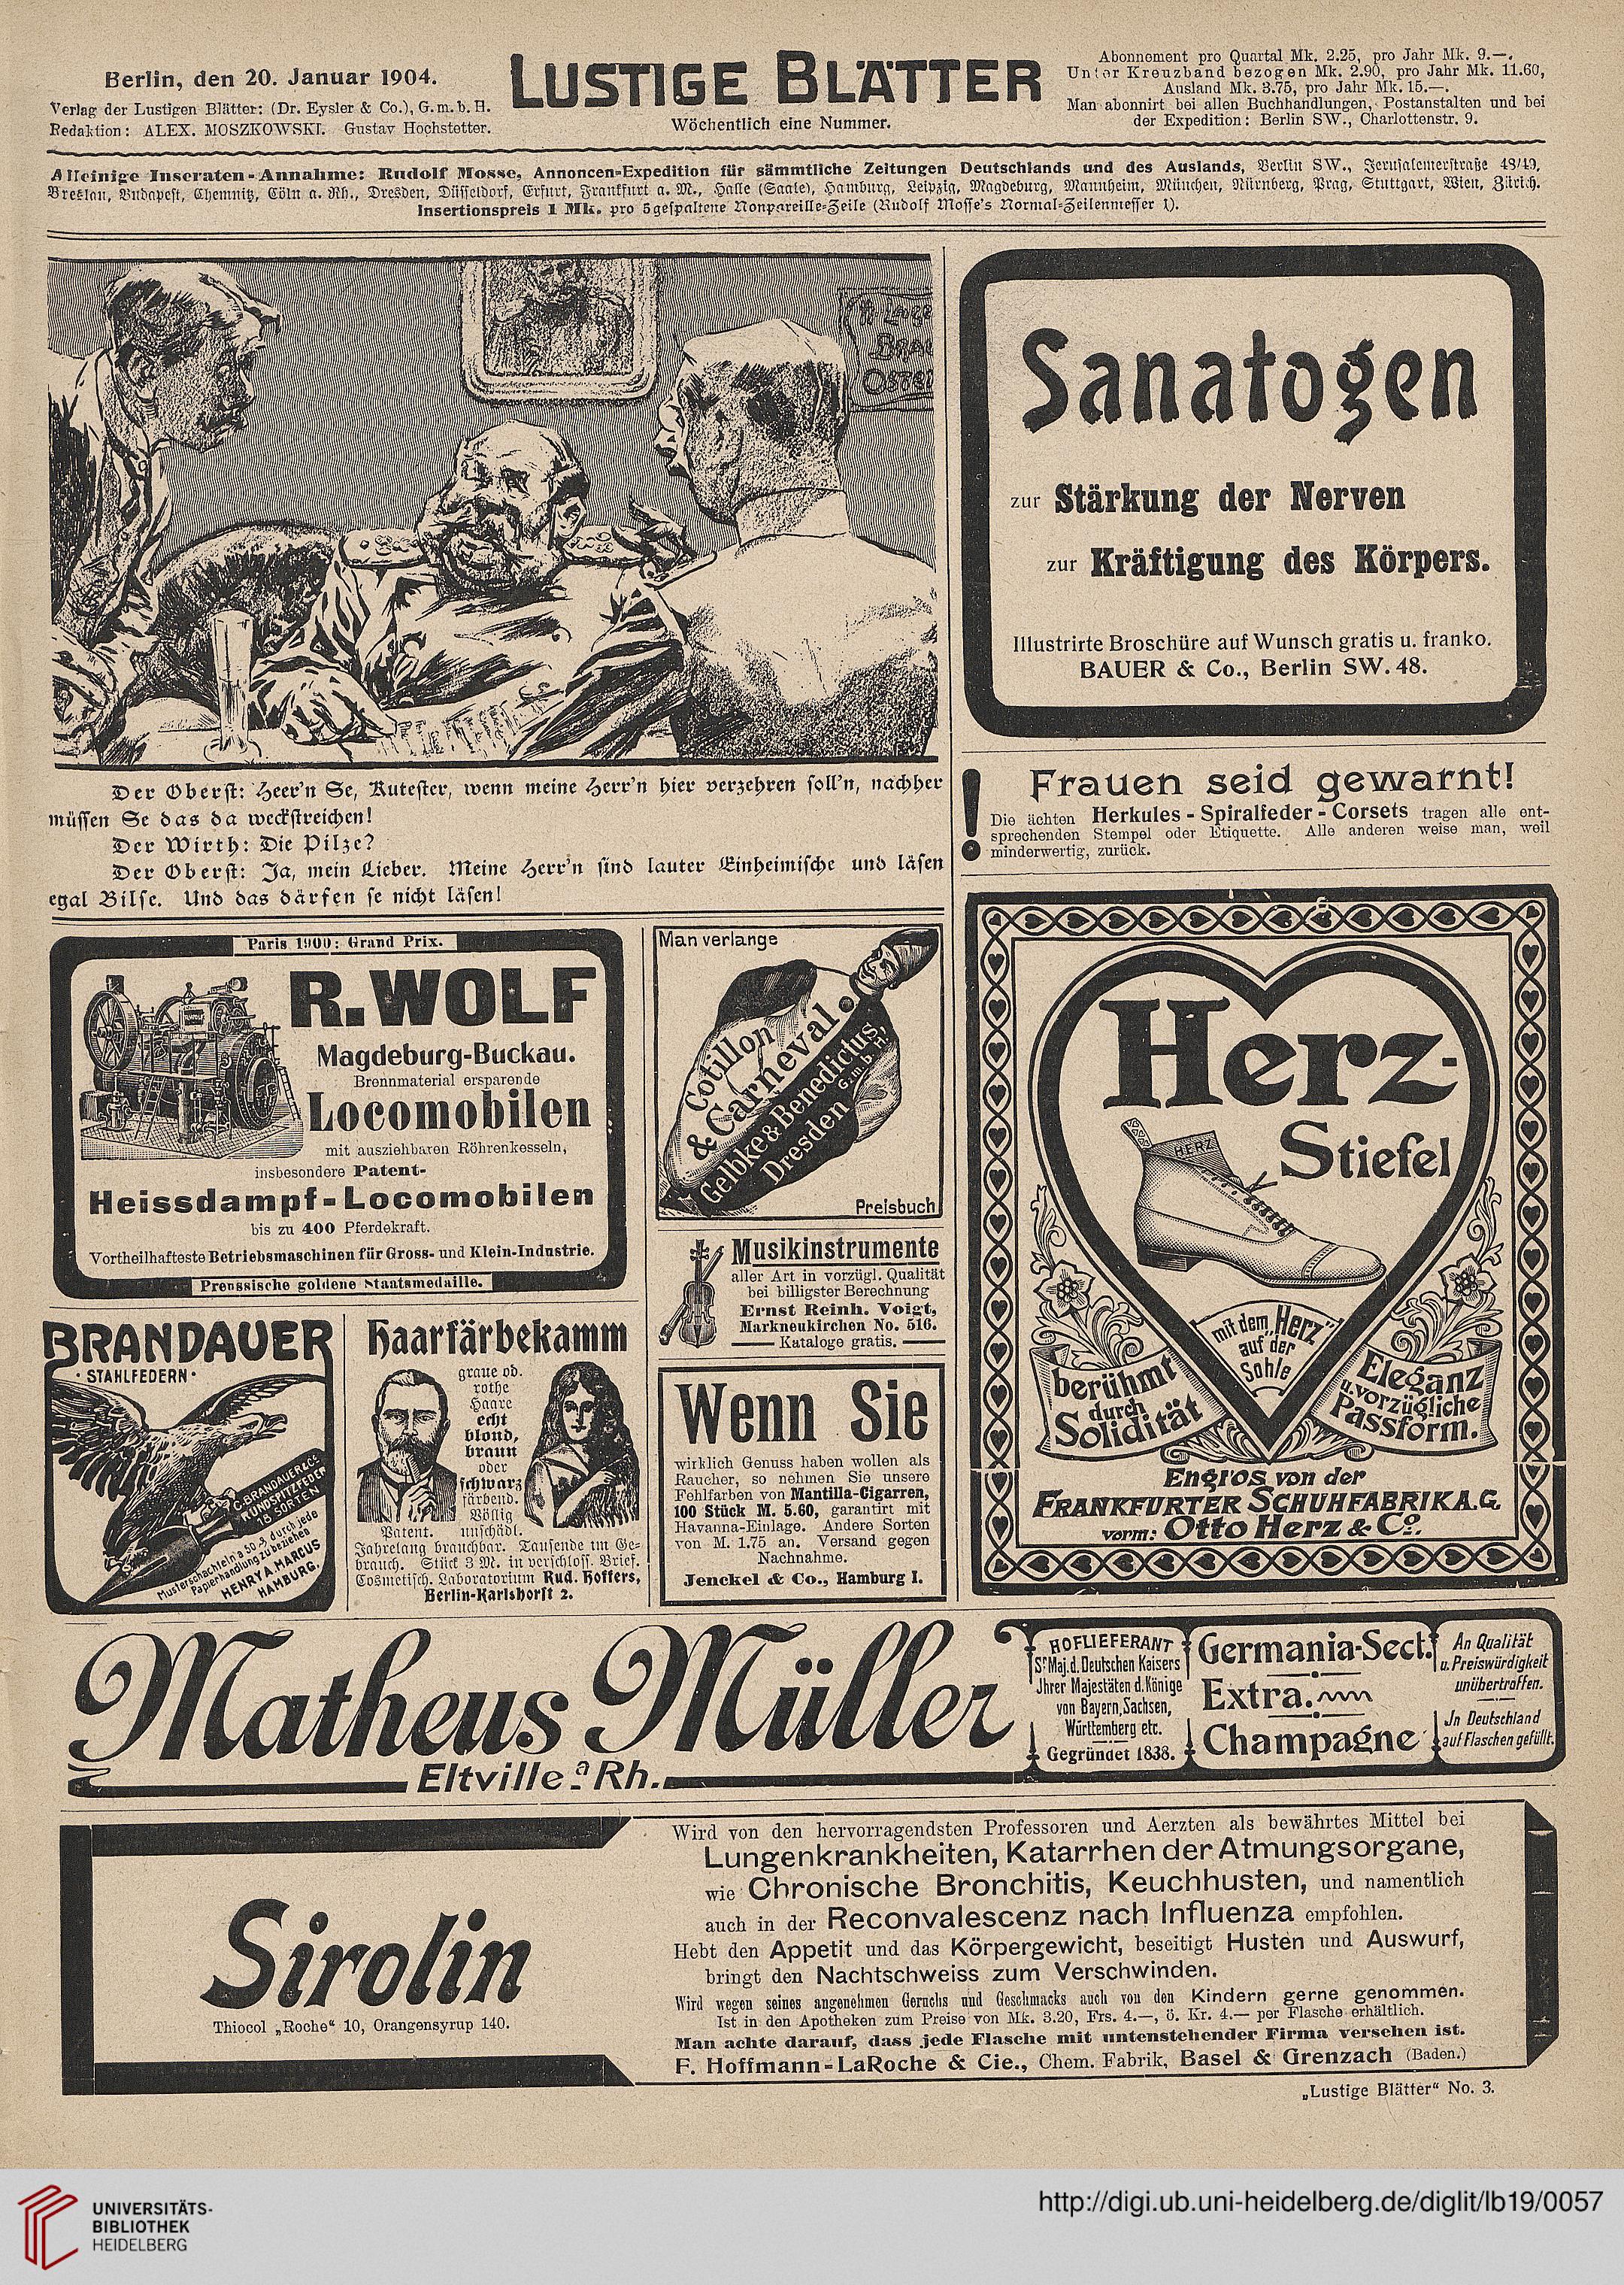 Berlin, den 20. Januar 1904.
Verlag der Lustigen Blätter: (Dr. Eysler & Co.), G. m. b. H.
Redaktion: ALEX. MOSZKOWSKI. Gustav Hochstetter.
LUSTIGE BLÄTTER
Wöchentlich eine Nummer.
Abonnement pro Quartal Mk. 2.25, pro Jahr Mk. 9.—.
Unter Kreuzband bezogen Mk. 2.90, pro Jahr Mk. 11.60,
Ausland Mk. 3.75, pro Jahr Mk. 15.—.
Man abonnirt bei allen Buchhandlungen, Postanstalten und bei
der Expedition: Berlin SW., Charlottenstr. 9.
Alleinige Inseraten-Annahme: Rudolf Mosse, Annoncen-Expedition für sämmtliche Zeitungen Deutschlands und des Auslands, Berlin SW., Jerusalemerstraße 48/49,
Breslau, Budapest, Chemnitz, Cöln a. Rh., Dresden, Düsseldorf, Erfurt, Frankfurt a. M., Halle (Saale), Hamburg, Leipzig, Magdeburg, Mannheim, München, Nürnberg, Prag, Stuttgart, Wien, Zürich.
Insertionspreis 1 Mk. pro 5gespaltene Nonpareille-Zeile (Rudolf Mosse's Normal-Zeilenmesser 1).
Der Oberst: Heer'n Se, Kutester, wenn meine Herr'n hier verzehren soll'n, nachher
müssen Se das da weckstreichen!
Der Wirth: Die Pilze?
Der Oberst: Ja, mein Lieber. Meine Herr'n sind lauter Einheimische und läsen
egal Bilse. Und das därfen se nicht läsen!
Sanatogen
zur Stärkung der Nerven
zur Kräftigung des Körpers.
Illustrirte Broschüre auf Wunsch gratis u. franko.
BAUER & Co., Berlin SW. 48.
! Frauen seid gewarnt!
Die ächten Herkules-Spiralfeder-Corsets tragen alle ent-
sprechenden Stempel oder Etiquette. Alle anderen weise man, weil
minderwertig, zurück.
Paris 1900: Grand Prix.
R. WOLF
Magdeburg-Buckau.
Brennmaterial ersparende
Locomobilen
mit ausziehbaren Röhrenkesseln,
insbesondere Patent-
Heissdampf-Locomobilen
bis zu 400 Pferdekraft.
Vortheilhafteste Betriebsmaschinen für Gross- und Klein-Industrie.
Preussische goldene Staatsmedaille.
Man verlange
Cotillon
& Carneval.
Gelbke & Benedictus,
Dresden G. m. b. H.
Preisbuch
Musikinstrumente
aller Art in vorzügl. Qualität
bei billigster Berechnung
Ernst Reinh. Voigt,
Markneukirchen No. 516.
Kataloge gratis.
Herz-
Stiefel
HERZ
mit dem „Herz“
auf der
Sohle
berühmt
durch
Solidität
Eleganz
u. vorzügliche
Passform.
Engros von der
FRANKFURTER SCHUHFABRIK A.G.
vorm: Otto Herz & Co.
BRANDAUER
· STAHLFEDERN ·
C. BRANDAUER & Co
RUNDSPITZFEDER
13 SORTEN
Musterschachteln a 50 ₰ durch jede
Papierhandlung zu beziehen
HENRY A. MARCUS
HAMBURG.
Haarfärbekamm
graue od.
rothe
Haare
echt
blond,
braun
oder
schwarz
färbend.
Völlig
Patent. unschädl.
Jahrelang brauchbar. Tausende im Ge-
brauch. Stück 3 M. in verschloss. Brief.
Cosmetisch. Laboratorium Rud. Hoffers,
Berlin-Karlshorst 2.
Wenn Sie
wirklich Genuss haben wollen als
Raucher, so nehmen Sie unsere
Fehlfarben von Mantilla-Cigarren,
100 Stück M. 5.60, garantirt mit
Havanna-Einlage. Andere Sorten
von M. 1.75 an. Versand gegen
Nachnahme.
Jenckel & Co., Hamburg I.
Matheus Müller
Eltville a Rh.
HOFLIEFERANT
Sr Maj. d. Deutschen Kaisers
Jhrer Majestäten d. Könige
von Bayern, Sachsen,
Württemberg etc.
Gegründet 1838.
Germania-Sect.
Extra.
Champagne
An Qualität
u. Preiswürdigkeit
unübertroffen.
Jn Deutschland
auf Flaschen gefüllt.
Sirolin
Thiocol „Roche“ 10, Orangensyrup 140.
Wird von den hervorragendsten Professoren und Aerzten als bewährtes Mittel bei
Lungenkrankheiten, Katarrhen der Atmungsorgane,
wie Chronische Bronchitis, Keuchhusten, und namentlich
auch in der Reconvalescenz nach Influenza empfohlen.
Hebt den Appetit und das Körpergewicht, beseitigt Husten und Auswurf,
bringt den Nachtschweiss zum Verschwinden.
Wird wegen seines angenehmen Geruchs und Geschmacks auch von den Kindern gerne genommen.
Ist in den Apotheken zum Preise von Mk. 3.20, Frs. 4.—, ö. Kr. 4.— per Flasche erhältlich.
Man achte darauf, dass jede Flasche mit untenstehender Firma versehen ist.
F. Hoffmann-LaRoche & Cie., Chem. Fabrik, Basel & Grenzach (Baden.)
„Lustige Blätter“ No. 3.
UNIVERSITÄTS-
BIBLIOTHEK
HEIDELBERG
http://digi.ub.uni-heidelberg.de/diglit/lb19/0057